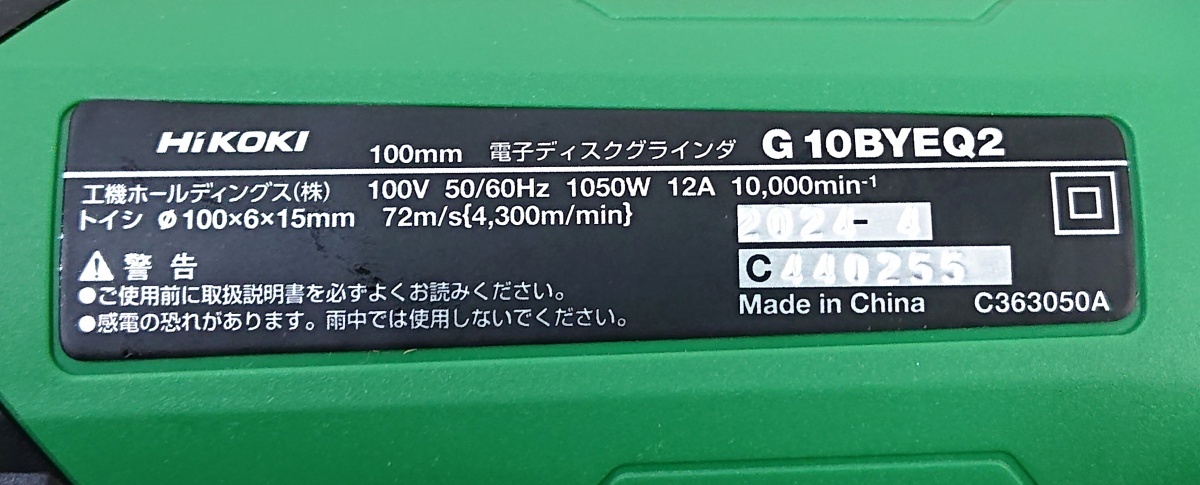 HiKOKI 100mm 電子ディスクグラインダ G 10BYEQ2
工機ホールディングス(株) 100V 50/60Hz 1050W 12A 10,000min-¹
トイシ Ø100×6×15mm 72m/s{4,300m/min}
2024- 4
警告
C440255
●ご使用前に取扱説明書を必ずよくお読みください。
Made in China C363050A
●感電の恐れがあります。雨中では使用しないでください。